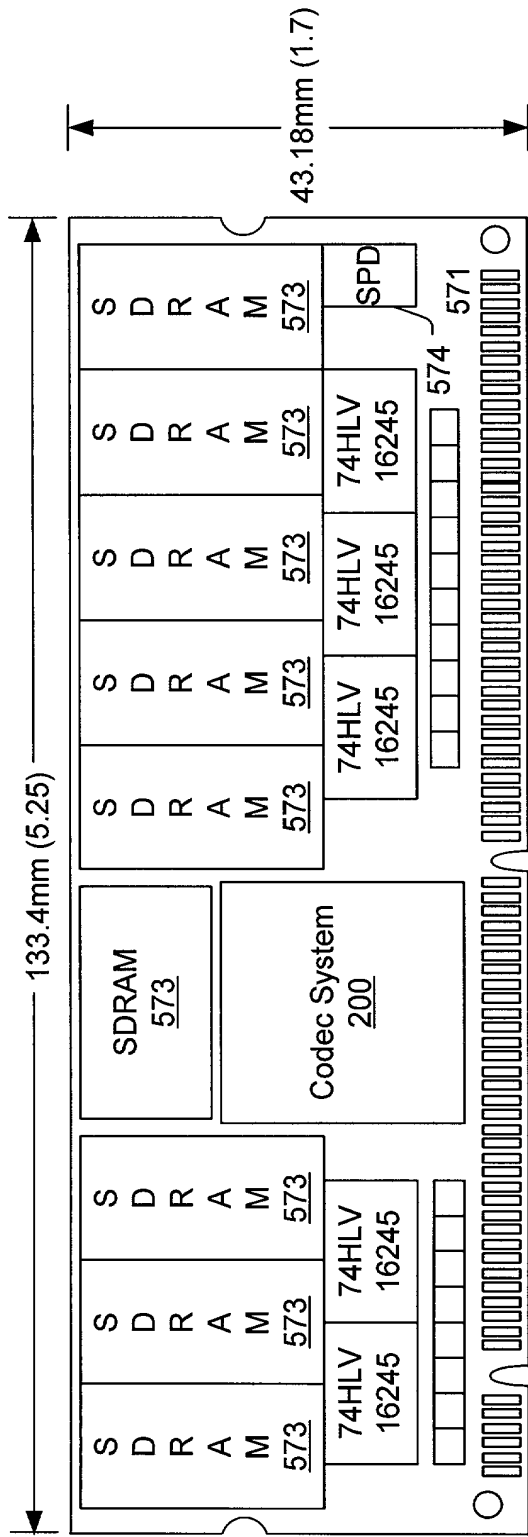 133.4mm (5.25)
43.18mm (1.7)
S D R A M
573
S D R A M
573
S D R A M
573
SDRAM
573
S D R A M
573
S D R A M
573
S D R A M
573
S D R A M
573
S D R A M
573
74HLV
16245
74HLV
16245
Codec System
200
74HLV
16245
74HLV
16245
74HLV
16245
SPD
574
571